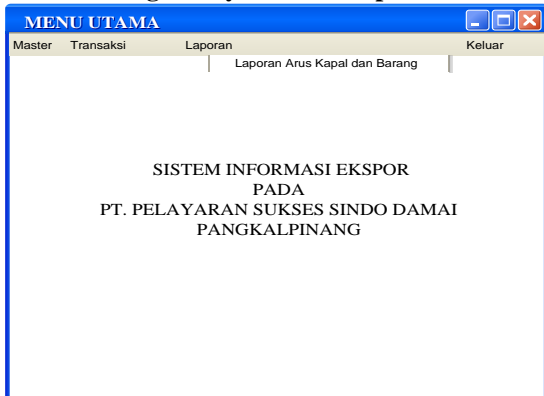 MENU UTAMA
Master Transaksi Laporan Keluar
Laporan Arus Kapal dan Barang
SISTEM INFORMASI EKSPOR
PADA
PT. PELAYARAN SUKSES SINDO DAMAI
PANGKALPINANG